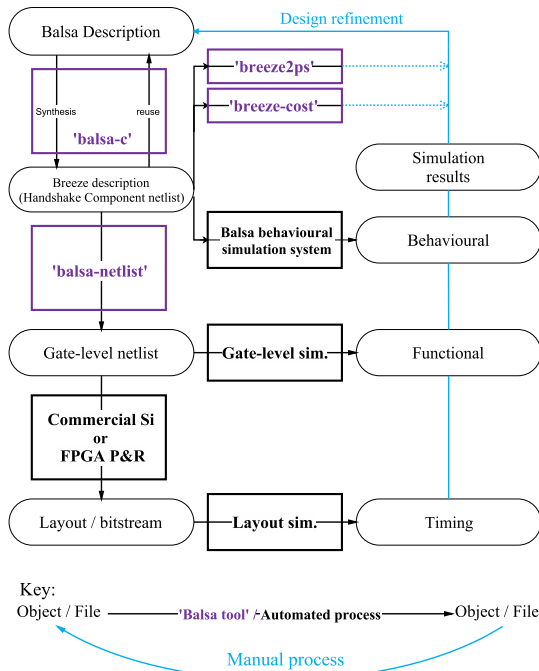 Design refinement
Balsa Description
'breeze2ps'
'breeze-cost'
Synthesis
reuse
'balsa-c'
Simulation
results
Breeze description
(Handshake Component netlist)
Balsa behavioural
simulation system
Behavioural
'balsa-netlist'
Gate-level netlist
Gate-level sim.
Functional
Commercial Si
or
FPGA P&R
Layout / bitstream
Layout sim.
Timing
Key:
Object / File
'Balsa tool' / Automated process
Object / File
Manual process